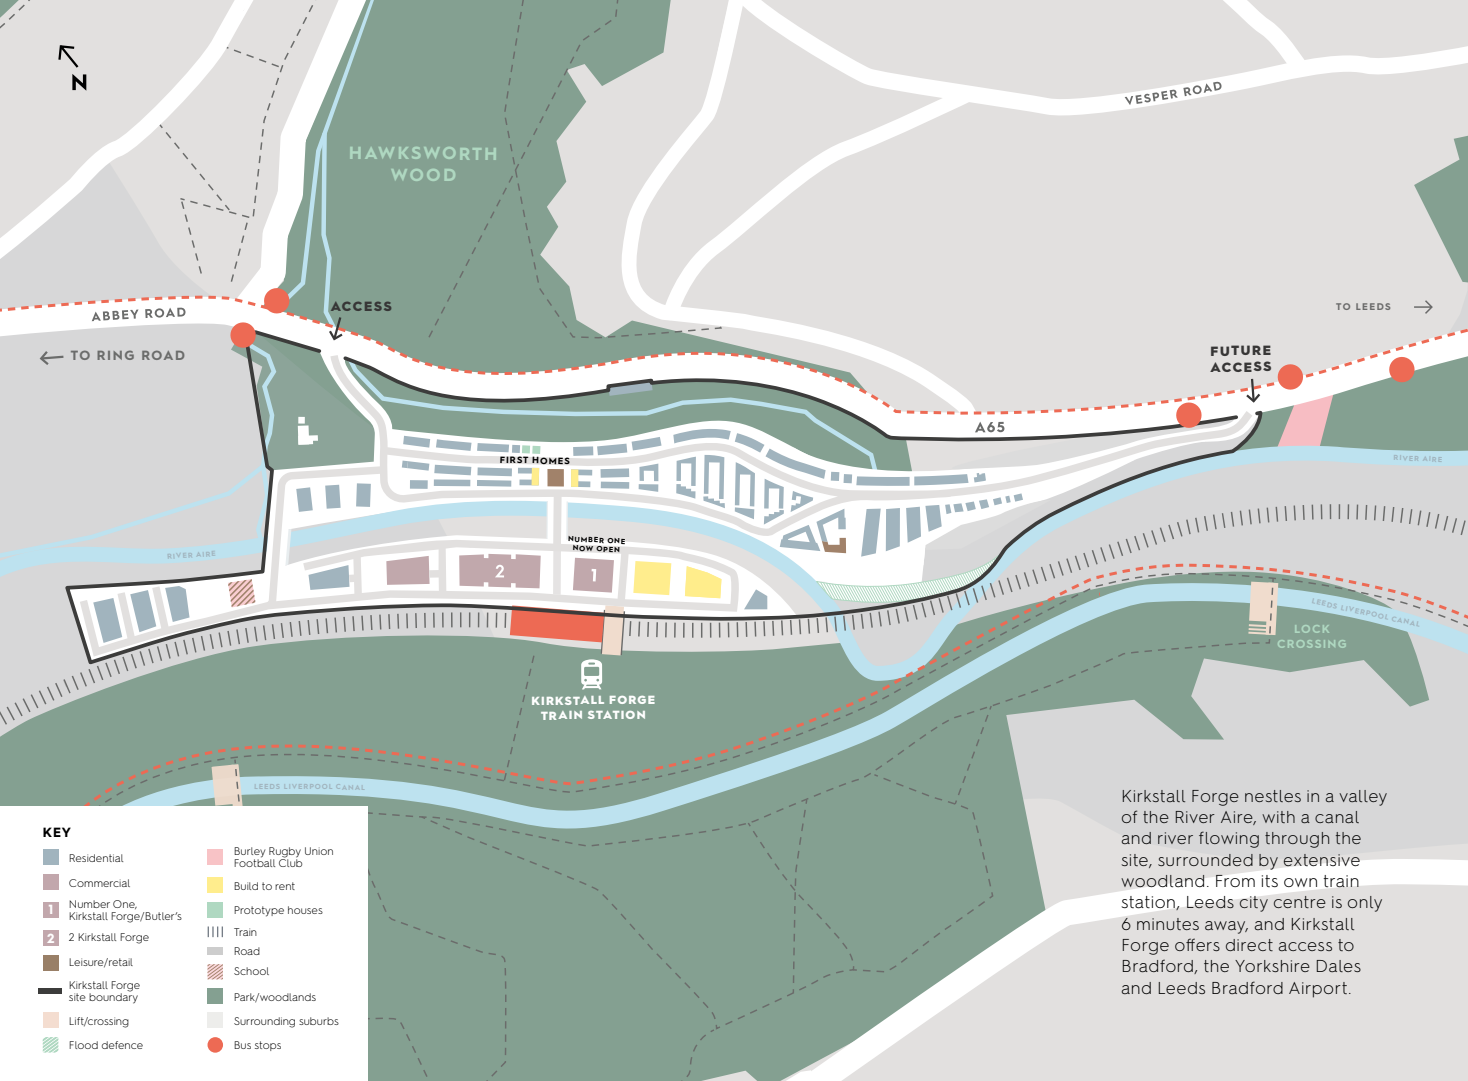 N
HAWKSWORTH
WOOD
VESPER ROAD
ABBEY ROAD
ACCESS
TO RING ROAD
TO LEEDS
FUTURE
ACCESS
A65
FIRST HOMES
RIVER AIRE
RIVER AIRE
NUMBER ONE
NOW OPEN
2
1
LEEDS LIVERPOOL CANAL
LOCK
CROSSING
KIRKSTALL FORGE
TRAIN STATION
LEEDS LIVERPOOL CANAL
KEY
Residential
Commercial
1
Number One,
Kirkstall Forge/Butler's
2
2 Kirkstall Forge
Leisure/retail
Kirkstall Forge
site boundary
Lift/crossing
Flood defence
Burley Rugby Union
Football Club
Build to rent
Prototype houses
Train
Road
School
Park/woodlands
Surrounding suburbs
Bus stops
Kirkstall Forge nestles in a valley
of the River Aire, with a canal
and river flowing through the
site, surrounded by extensive
woodland. From its own train
station, Leeds city centre is only
6 minutes away, and Kirkstall
Forge offers direct access to
Bradford, the Yorkshire Dales
and Leeds Bradford Airport.